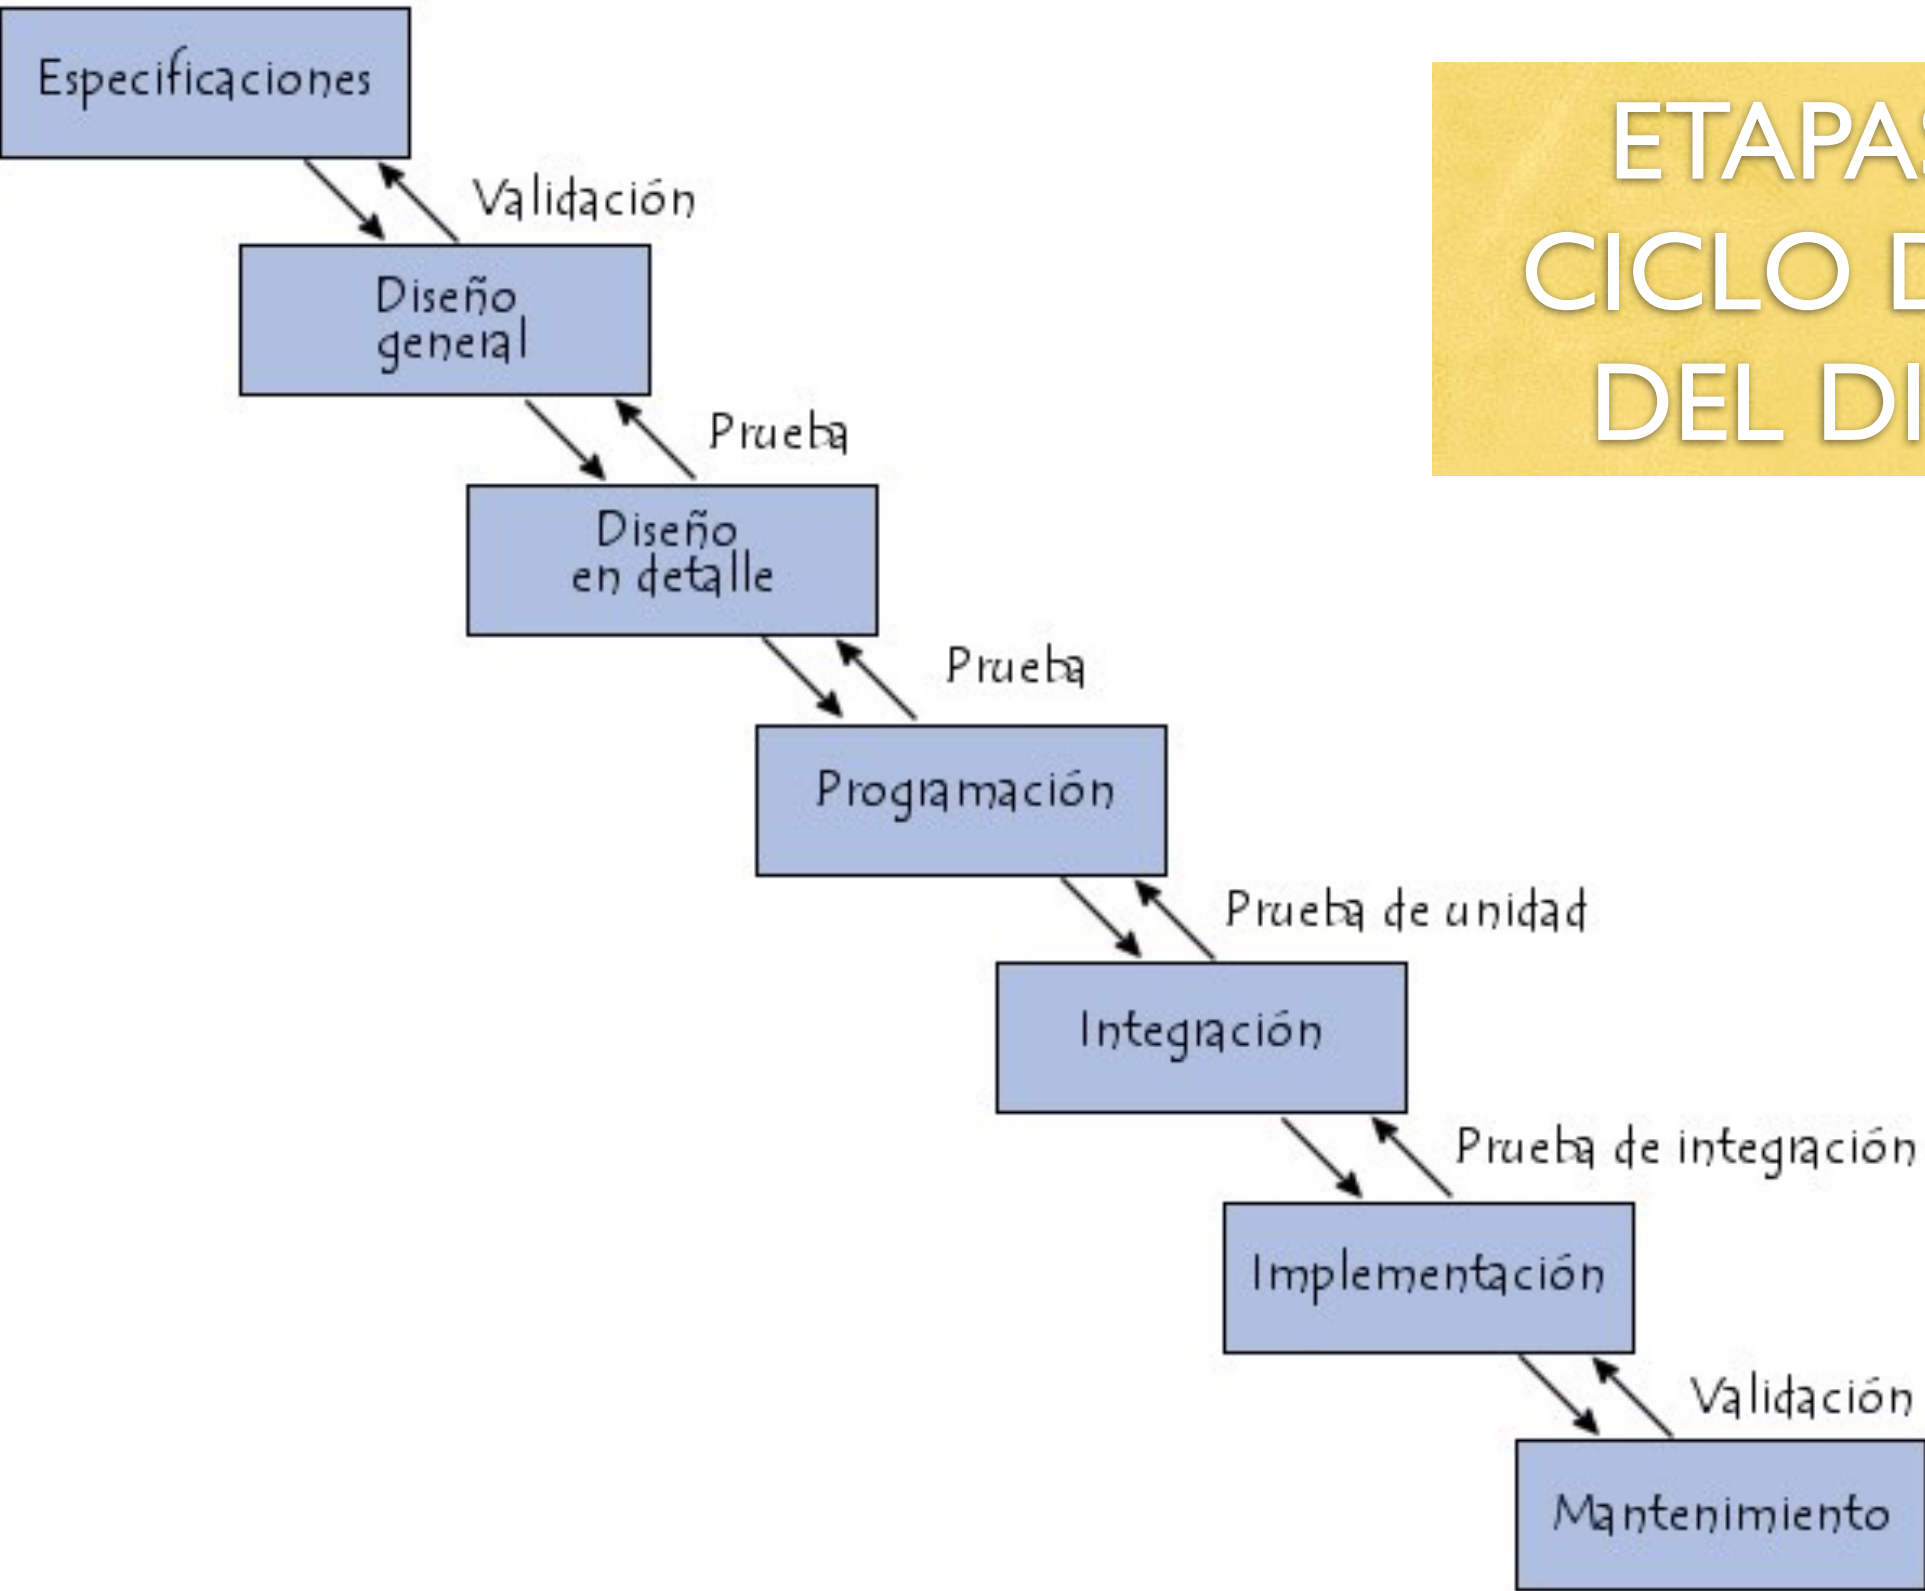 Especificaciones
ETAPAS
CICLO D
DEL DI
Validación
Diseño
general
Prueba
Diseño
en detalle
Prueba
Programación
Prueba de unidad
Integración
Prueba de integración
Implementación
Validación
Mantenimiento